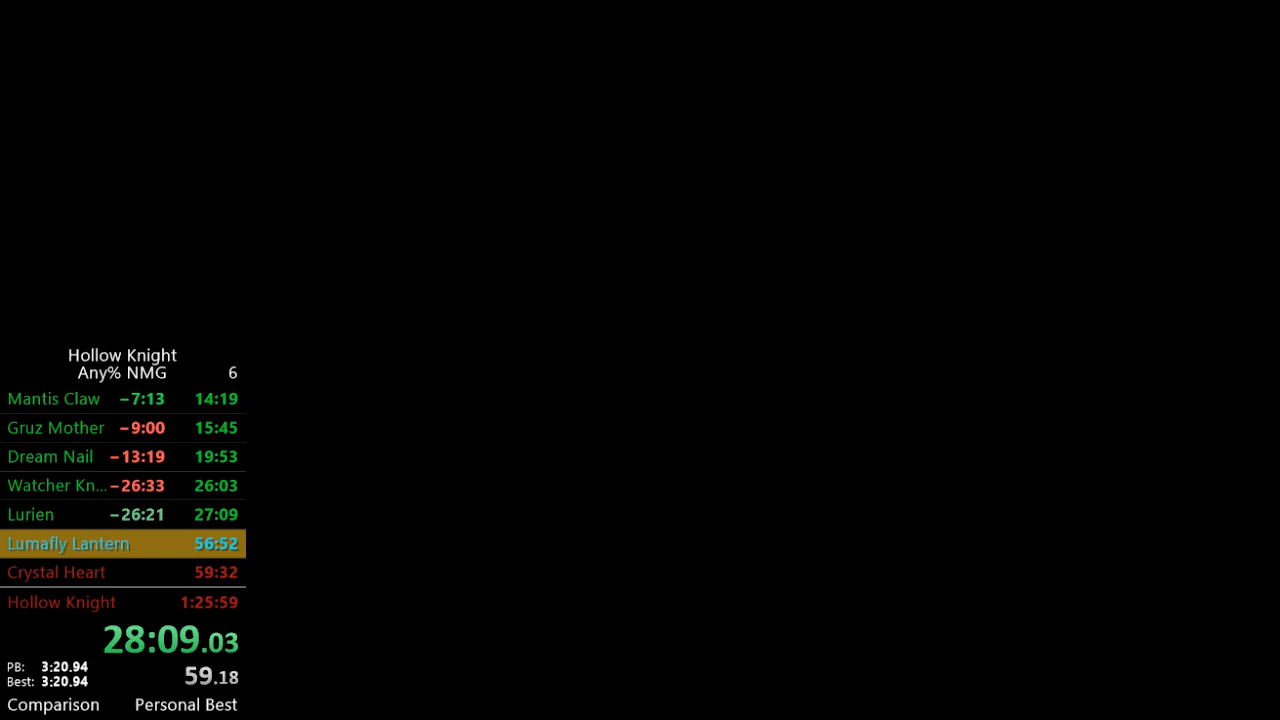 Hollow Knight
Any% NMG 6
Mantis Claw −7:13 14:19
Gruz Mother −9:00 15:45
Dream Nail −13:19 19:53
Watcher Kn... −26:33 26:03
Lurien −26:21 27:09
Lumafly Lantern 56:52
Crystal Heart 59:32
Hollow Knight 1:25:59
28:09.03
PB: 3:20.94
Best: 3:20.94
59.18
Comparison Personal Best